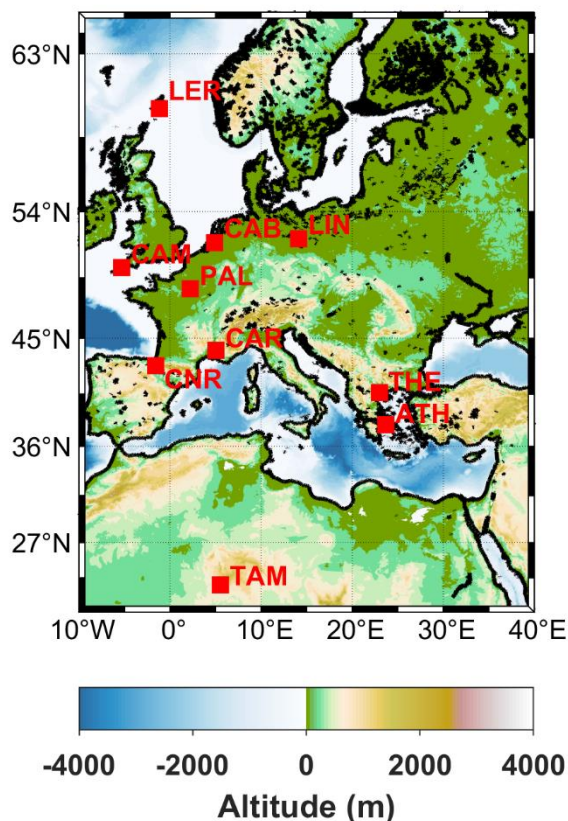 63°N
LER
54°N
CAB
LIN
CAM
PAL
45°N
CAR
CNR
THE
ATH
36°N
27°N
TAM
10°W 0° 10°E 20°E 30°E 40°E
-4000 -2000 0 2000 4000
Altitude (m)